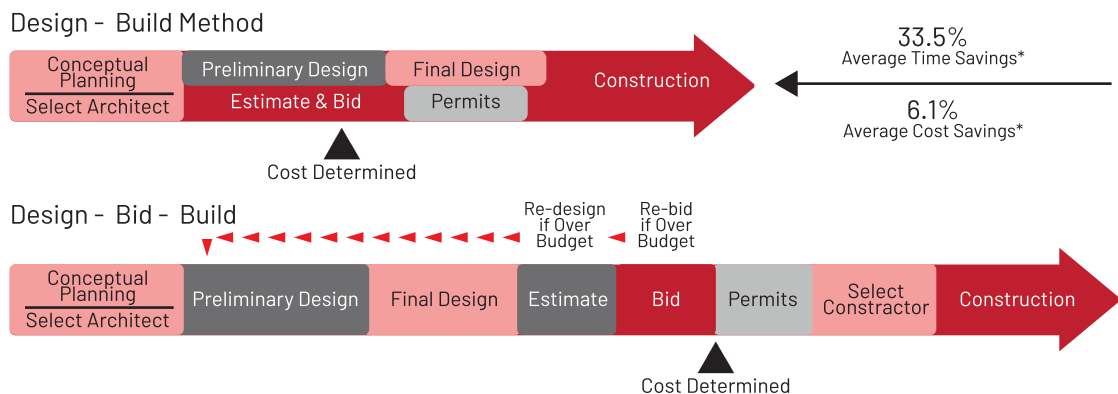 Design - Build Method
33.5%
Average Time Savings*
Conceptual
Planning
Select Architect
Preliminary Design
Final Design
Estimate & Bid
Permits
Construction
6.1%
Average Cost Savings*
Cost Determined
Design - Bid - Build
Re-design
if Over
Budget
Re-bid
if Over
Budget
Conceptual
Planning
Select Architect
Preliminary Design
Final Design
Estimate
Bid
Permits
Select
Constractor
Construction
Cost Determined